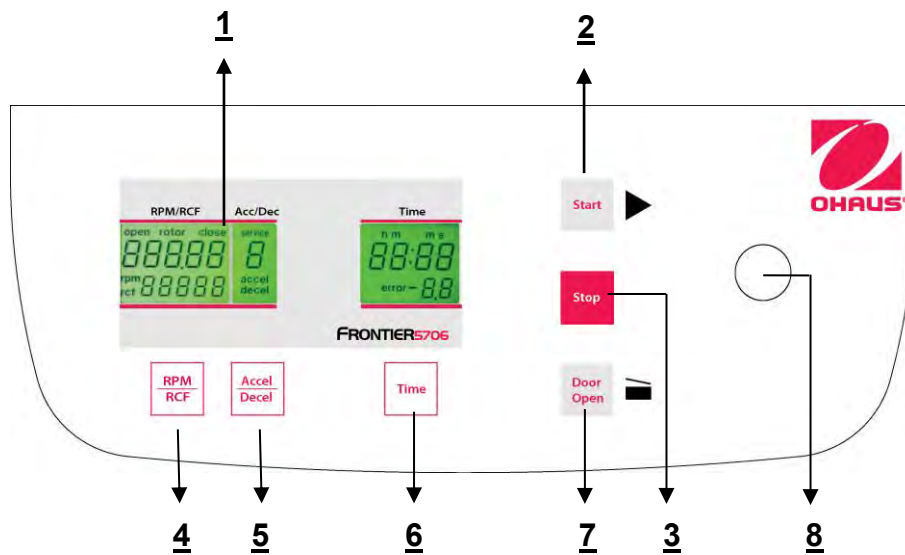 1
2
RPM/RCF Acc/Dec Time
Start
OHAUS
open rotor close service
h m m s
88888 8 88:88
rpm
rcf 88888
accel
decel
error - 8,8
Stop
FRONTIER5706
RPM
RCF
Accel
Decel
Time
Door
Open
4 5 6 7 3 8